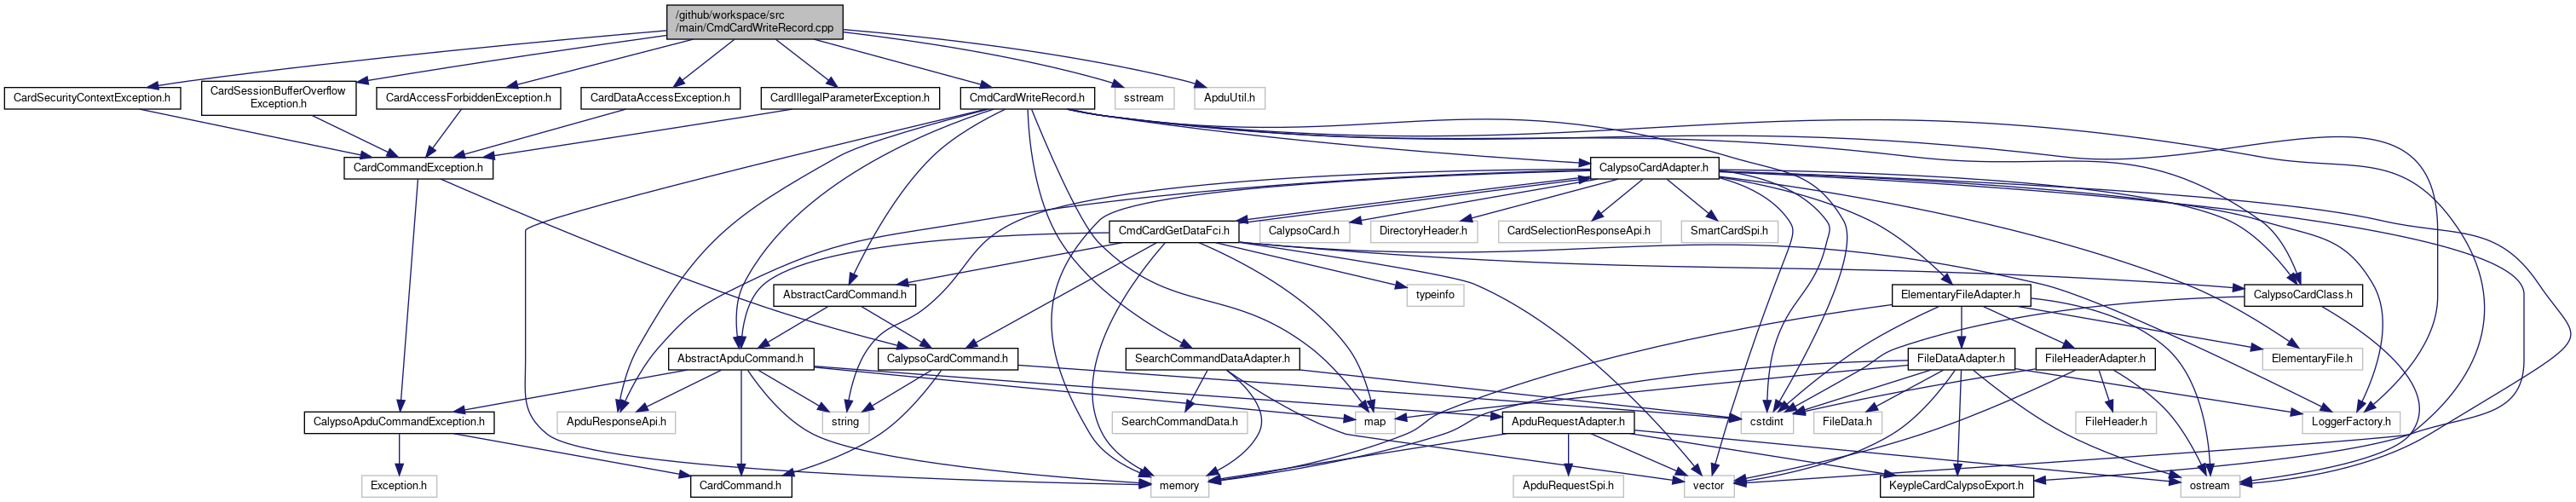 /github/workspace/src
/main/CmdCardWriteRecord.cpp
CardSecurityContextException.h
CardSessionBufferOverflow
Exception.h
CardAccessForbiddenException.h
CardDataAccessException.h
CardIllegalParameterException.h
CmdCardWriteRecord.h
sstream
ApduUtil.h
CardCommandException.h
CalypsoCardAdapter.h
CmdCardGetDataFci.h
CalypsoCard.h
DirectoryHeader.h
CardSelectionResponseApi.h
SmartCardSpi.h
AbstractCardCommand.h
typeinfo
ElementaryFileAdapter.h
CalypsoCardClass.h
AbstractApduCommand.h
CalypsoCardCommand.h
SearchCommandDataAdapter.h
FileDataAdapter.h
FileHeaderAdapter.h
ElementaryFile.h
CalypsoApduCommandException.h
ApduResponseApi.h
string
SearchCommandData.h
map
ApduRequestAdapter.h
cstdint
FileData.h
FileHeader.h
LoggerFactory.h
Exception.h
CardCommand.h
memory
ApduRequestSpi.h
vector
KeypleCardCalypsoExport.h
ostream